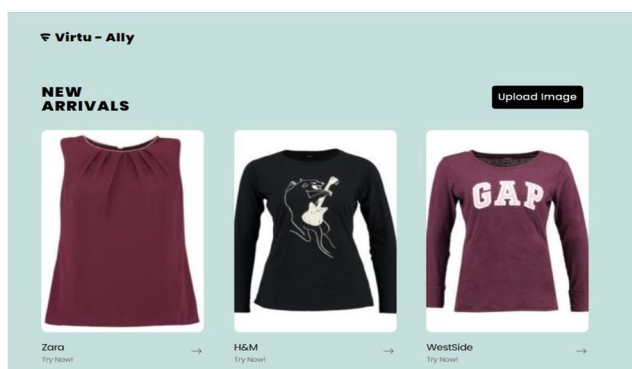 Virtu - Ally
NEW
ARRIVALS
Upload Image
GAP
Zara
Try Now!
H&M
Try Now!
WestSide
Try Now!